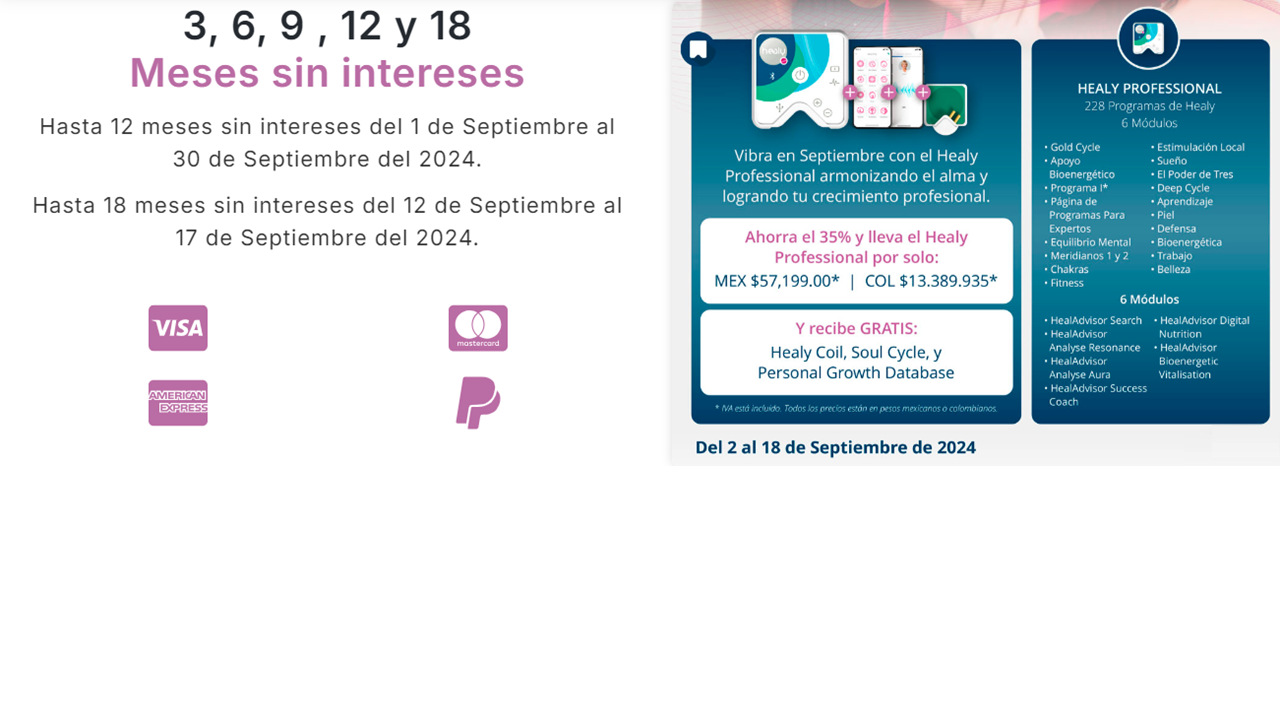 3, 6, 9 , 12 y 18
Meses sin intereses
Hasta 12 meses sin intereses del 1 de Septiembre al
30 de Septiembre del 2024.
Hasta 18 meses sin intereses del 12 de Septiembre al
17 de Septiembre del 2024.
VISA
mastercard
AMERICAN
EXPRESS
healy
Vibra en Septiembre con el Healy
Professional armonizando el alma y
logrando tu crecimiento profesional.
Ahorra el 35% y lleva el Healy
Professional por solo:
MEX $57,199.00* | COL $13.389.935*
Y recibe GRATIS:
Healy Coil, Soul Cycle, y
Personal Growth Database
* IVA está incluido. Todos los precios están en pesos mexicanos o colombianos.
Del 2 al 18 de Septiembre de 2024
HEALY PROFESSIONAL
228 Programas de Healy
6 Módulos
• Gold Cycle
• Apoyo
Bioenergético
• Programa I*
• Página de
Programas Para
Expertos
• Equilibrio Mental
• Meridianos 1 y 2
• Chakras
• Fitness
• Estimulación Local
• Sueño
• El Poder de Tres
• Deep Cycle
• Aprendizaje
• Piel
• Defensa
• Bioenergética
• Trabajo
• Belleza
6 Módulos
• HealAdvisor Search
• HealAdvisor
Analyse Resonance
• HealAdvisor
Analyse Aura
• HealAdvisor Success
Coach
• HealAdvisor Digital
Nutrition
• HealAdvisor
Bioenergetic
Vitalisation